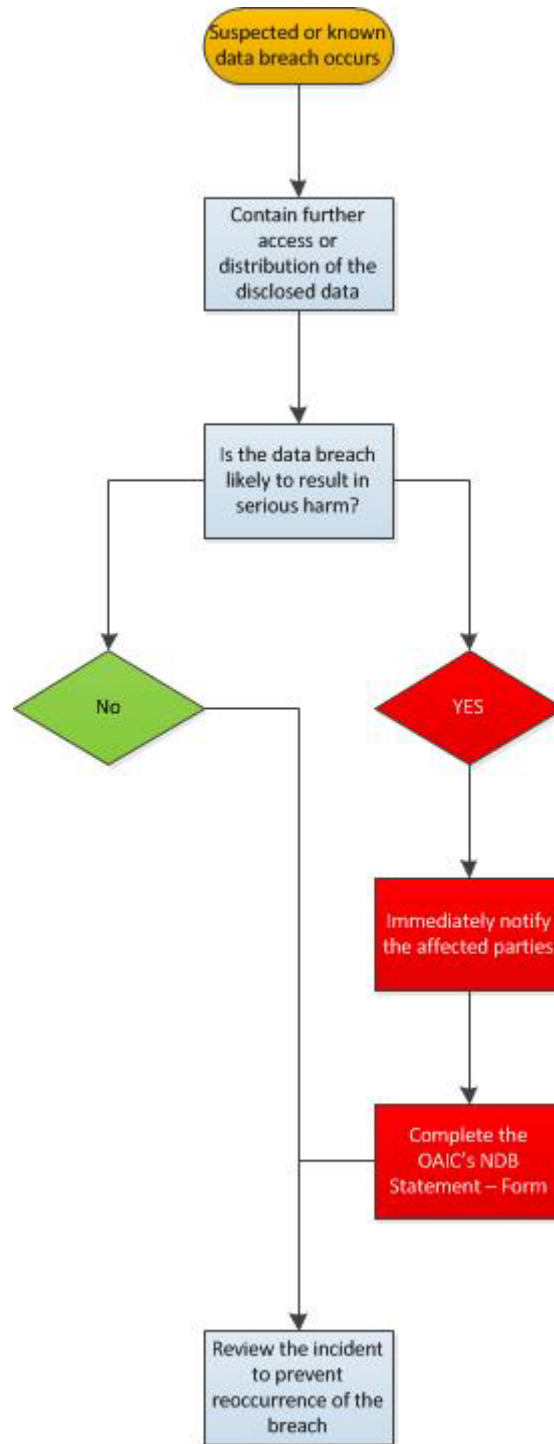 Suspected or known
data breach occurs
Contain further
access or
distribution of the
disclosed data
Is the data breach
likely to result in
serious harm?
No
YES
Immediately notify
the affected parties
Complete the
OAIC's NDB
Statement – Form
Review the incident
to prevent
reoccurrence of the
breach